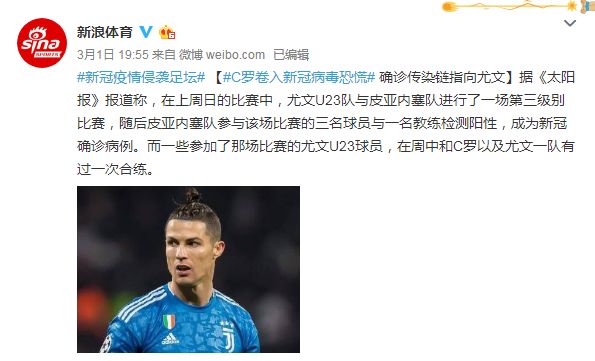 新浪体育
3月1日 19:55 来自 微博 weibo.com 已编辑
#新冠疫情侵袭足坛# 【#C罗卷入新冠病毒恐慌# 确诊传染链指向尤文】据《太阳
报》报道称，在上周日的比赛中，尤文U23队与皮亚内塞队进行了一场第三级别
比赛，随后皮亚内塞队参与该场比赛的三名球员与一名教练检测阳性，成为新冠
确诊病例。而一些参加了那场比赛的尤文U23球员，在周中和C罗以及尤文一队有
过一次合练。
sina
SPORTS